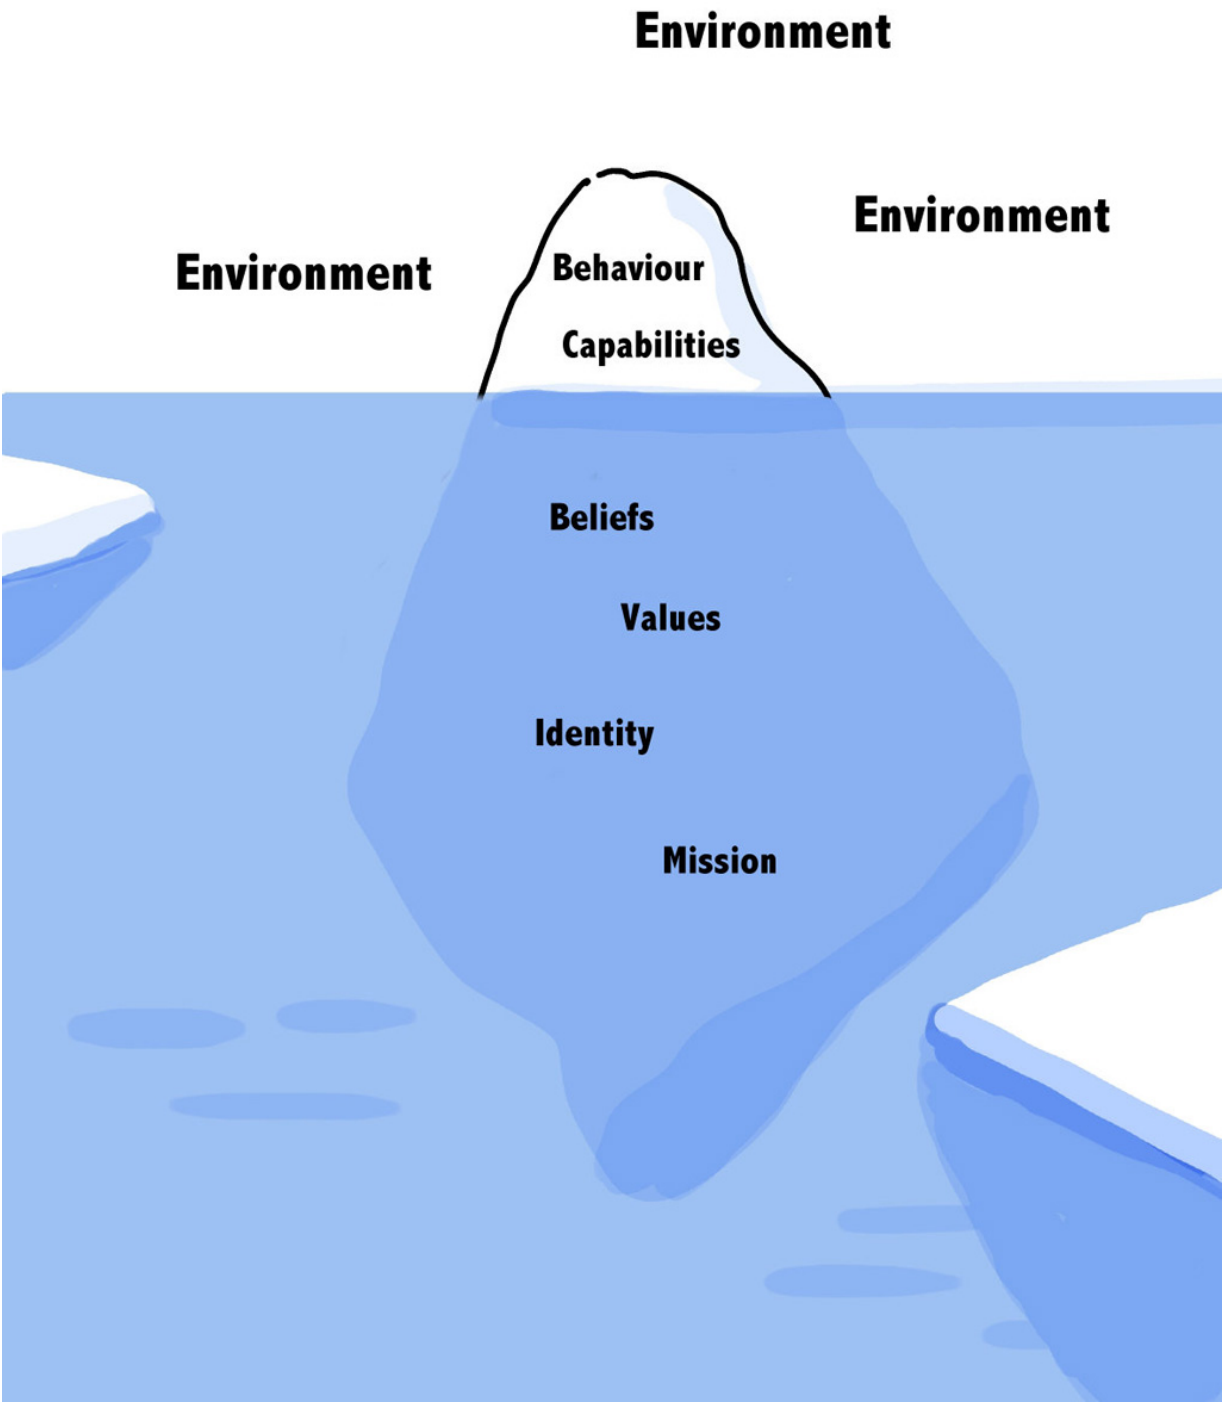 Environment
Environment
Environment
Behaviour
Capabilities
Beliefs
Values
Identity
Mission